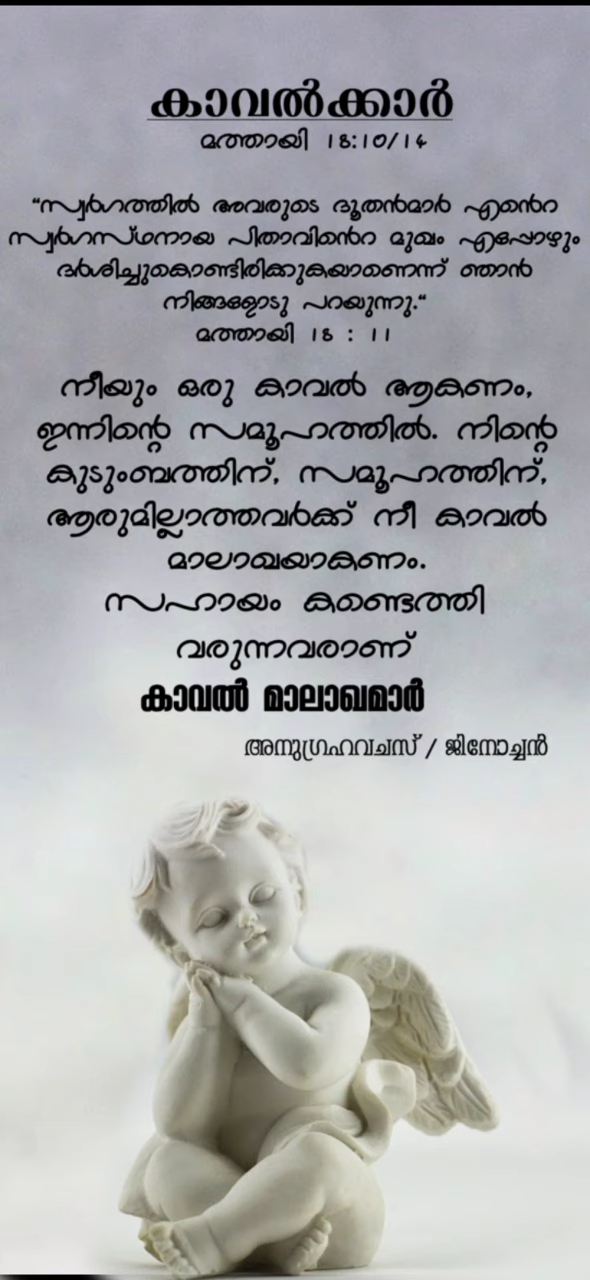 കാവൽക്കാർ
മത്തായി 18:10/14
“സ്വർഗത്തിൽ അവരുടെ ദൂതൻമാർ എൻെറ
സ്വർഗസ്ഥനായ പിതാവിൻെറ മുഖം എപ്പോഴും
ദർശിച്ചുകൊണ്ടിരിക്കുകയാണെന്ന് ഞാൻ
നിങ്ങളോടു പറയുന്നു.“
മത്തായി 18 : 11
നീയും ഒരു കാവൽ ആകണം,
ഇന്നിന്റെ സമൂഹത്തിൽ. നിന്റെ
കുടുംബത്തിന്, സമൂഹത്തിന്,
ആരുമില്ലാത്തവർക്ക് നീ കാവൽ
മാലാഖയാകണം.
സഹായം കണ്ടെത്തി
വരുന്നവരാണ്
കാവൽ മാലാഖമാർ
അനുഗ്രഹവചസ് / ജിനോച്ചൻ